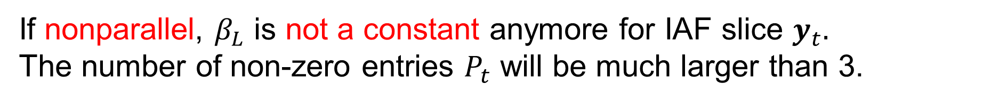 If nonparallel, β_L is not a constant anymore for IAF slice y_t.
The number of non-zero entries P_t will be much larger than 3.